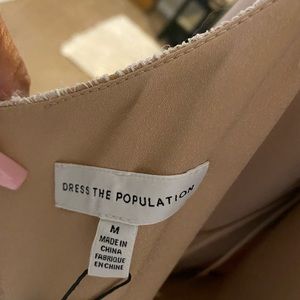 DRESS THE POPULATION
M
MADE IN
CHINA
FABRIQUE
EN CHINE